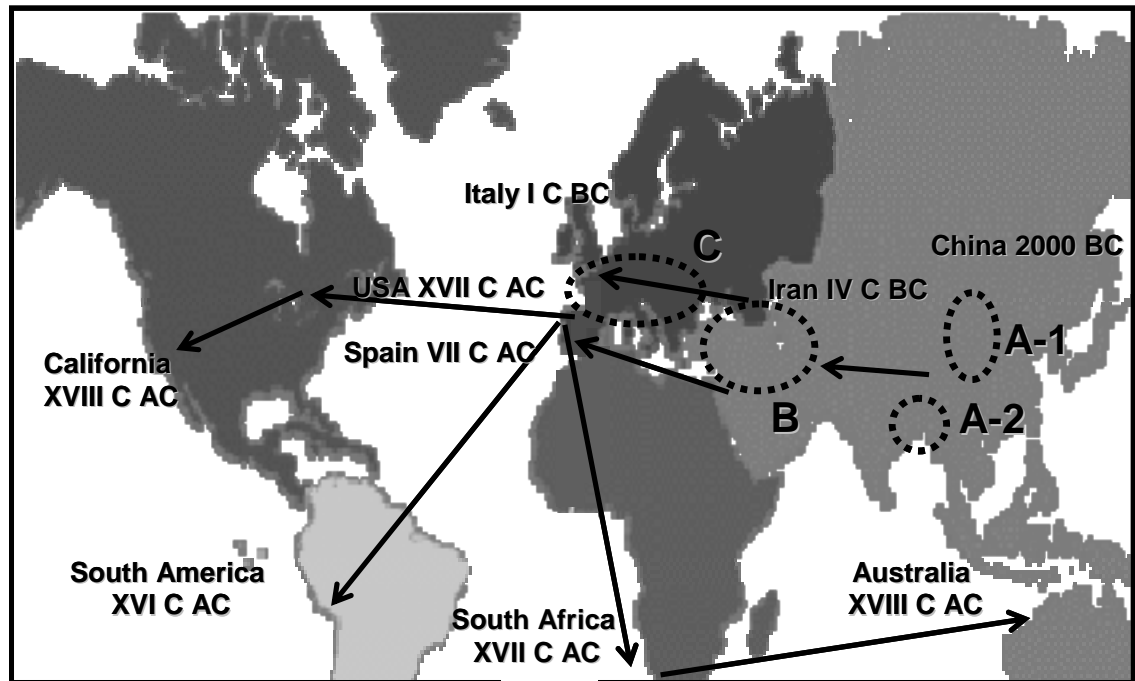 Italy I C BC
C
China 2000 BC
USA XVII C AC
Iran IV C BC
Spain VII C AC
A-1
California
XVIII C AC
B
A-2
South America
XVI C AC
South Africa
XVII C AC
Australia
XVIII C AC